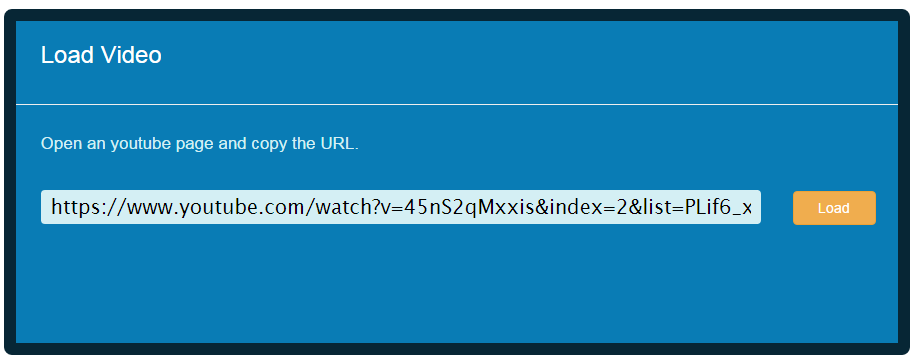 Load Video
Open an youtube page and copy the URL.
https://www.youtube.com/watch?v=45nS2qMxxis&index=2&list=PLif6_x
Load